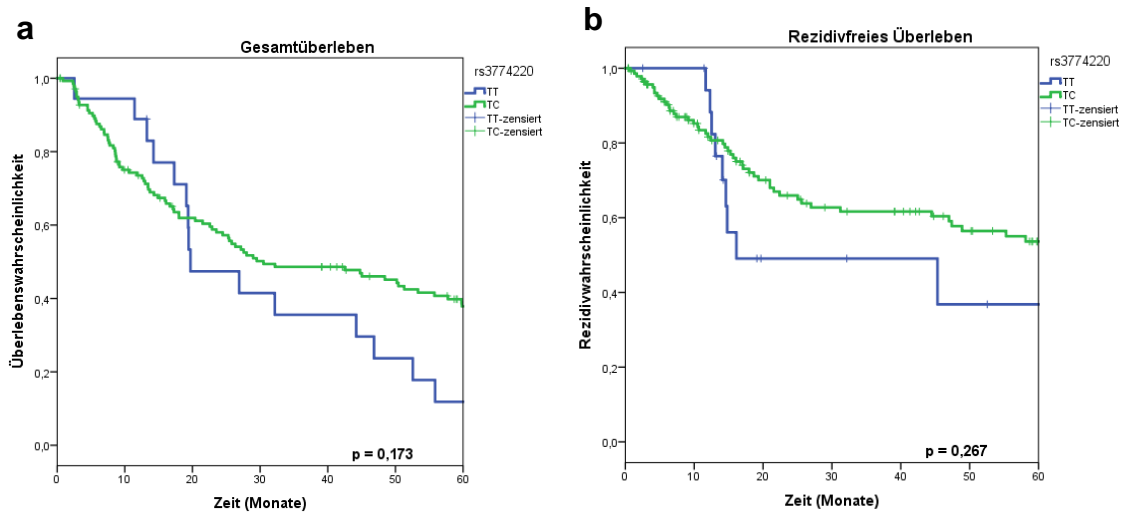 a
Gesamtüberleben
rs3774220
TT
TC
TT-zensiert
TC-zensiert
Überlebenswahrscheinlichkeit
1,0
0,8
0,6
0,4
0,2
0,0
p = 0,173
0 10 20 30 40 50 60
Zeit (Monate)
b
Rezidivfreies Überleben
rs3774220
TT
TC
TT-zensiert
TC-zensiert
Rezidivwahrscheinlichkeit
1,0
0,8
0,6
0,4
0,2
0,0
p = 0,267
0 10 20 30 40 50 60
Zeit (Monate)